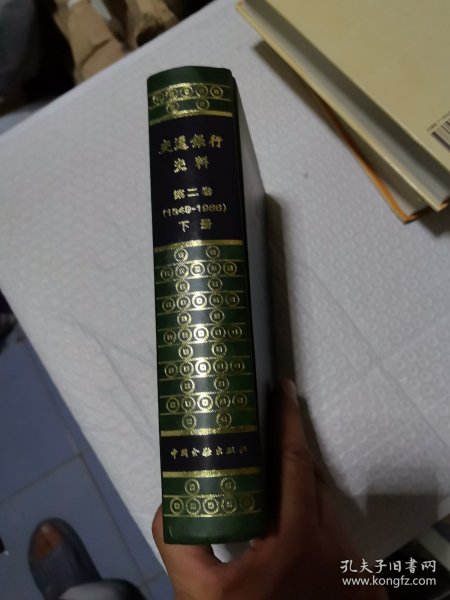 交通银行
史料
第二卷
(1949-1986)
下册
中国金融出版社
孔夫子旧书网
www.kongfz.com